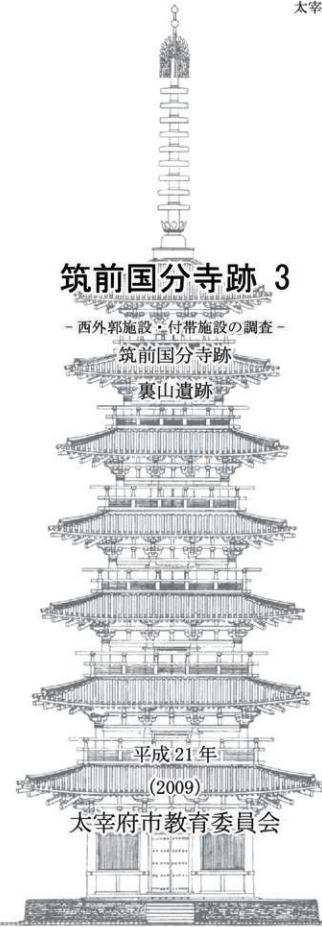 太宰
筑前国分寺跡 3
－西外郭施設・付帯施設の調査－
筑前国分寺跡
裏山遺跡
平成 21 年
(2009)
太宰府市教育委員会